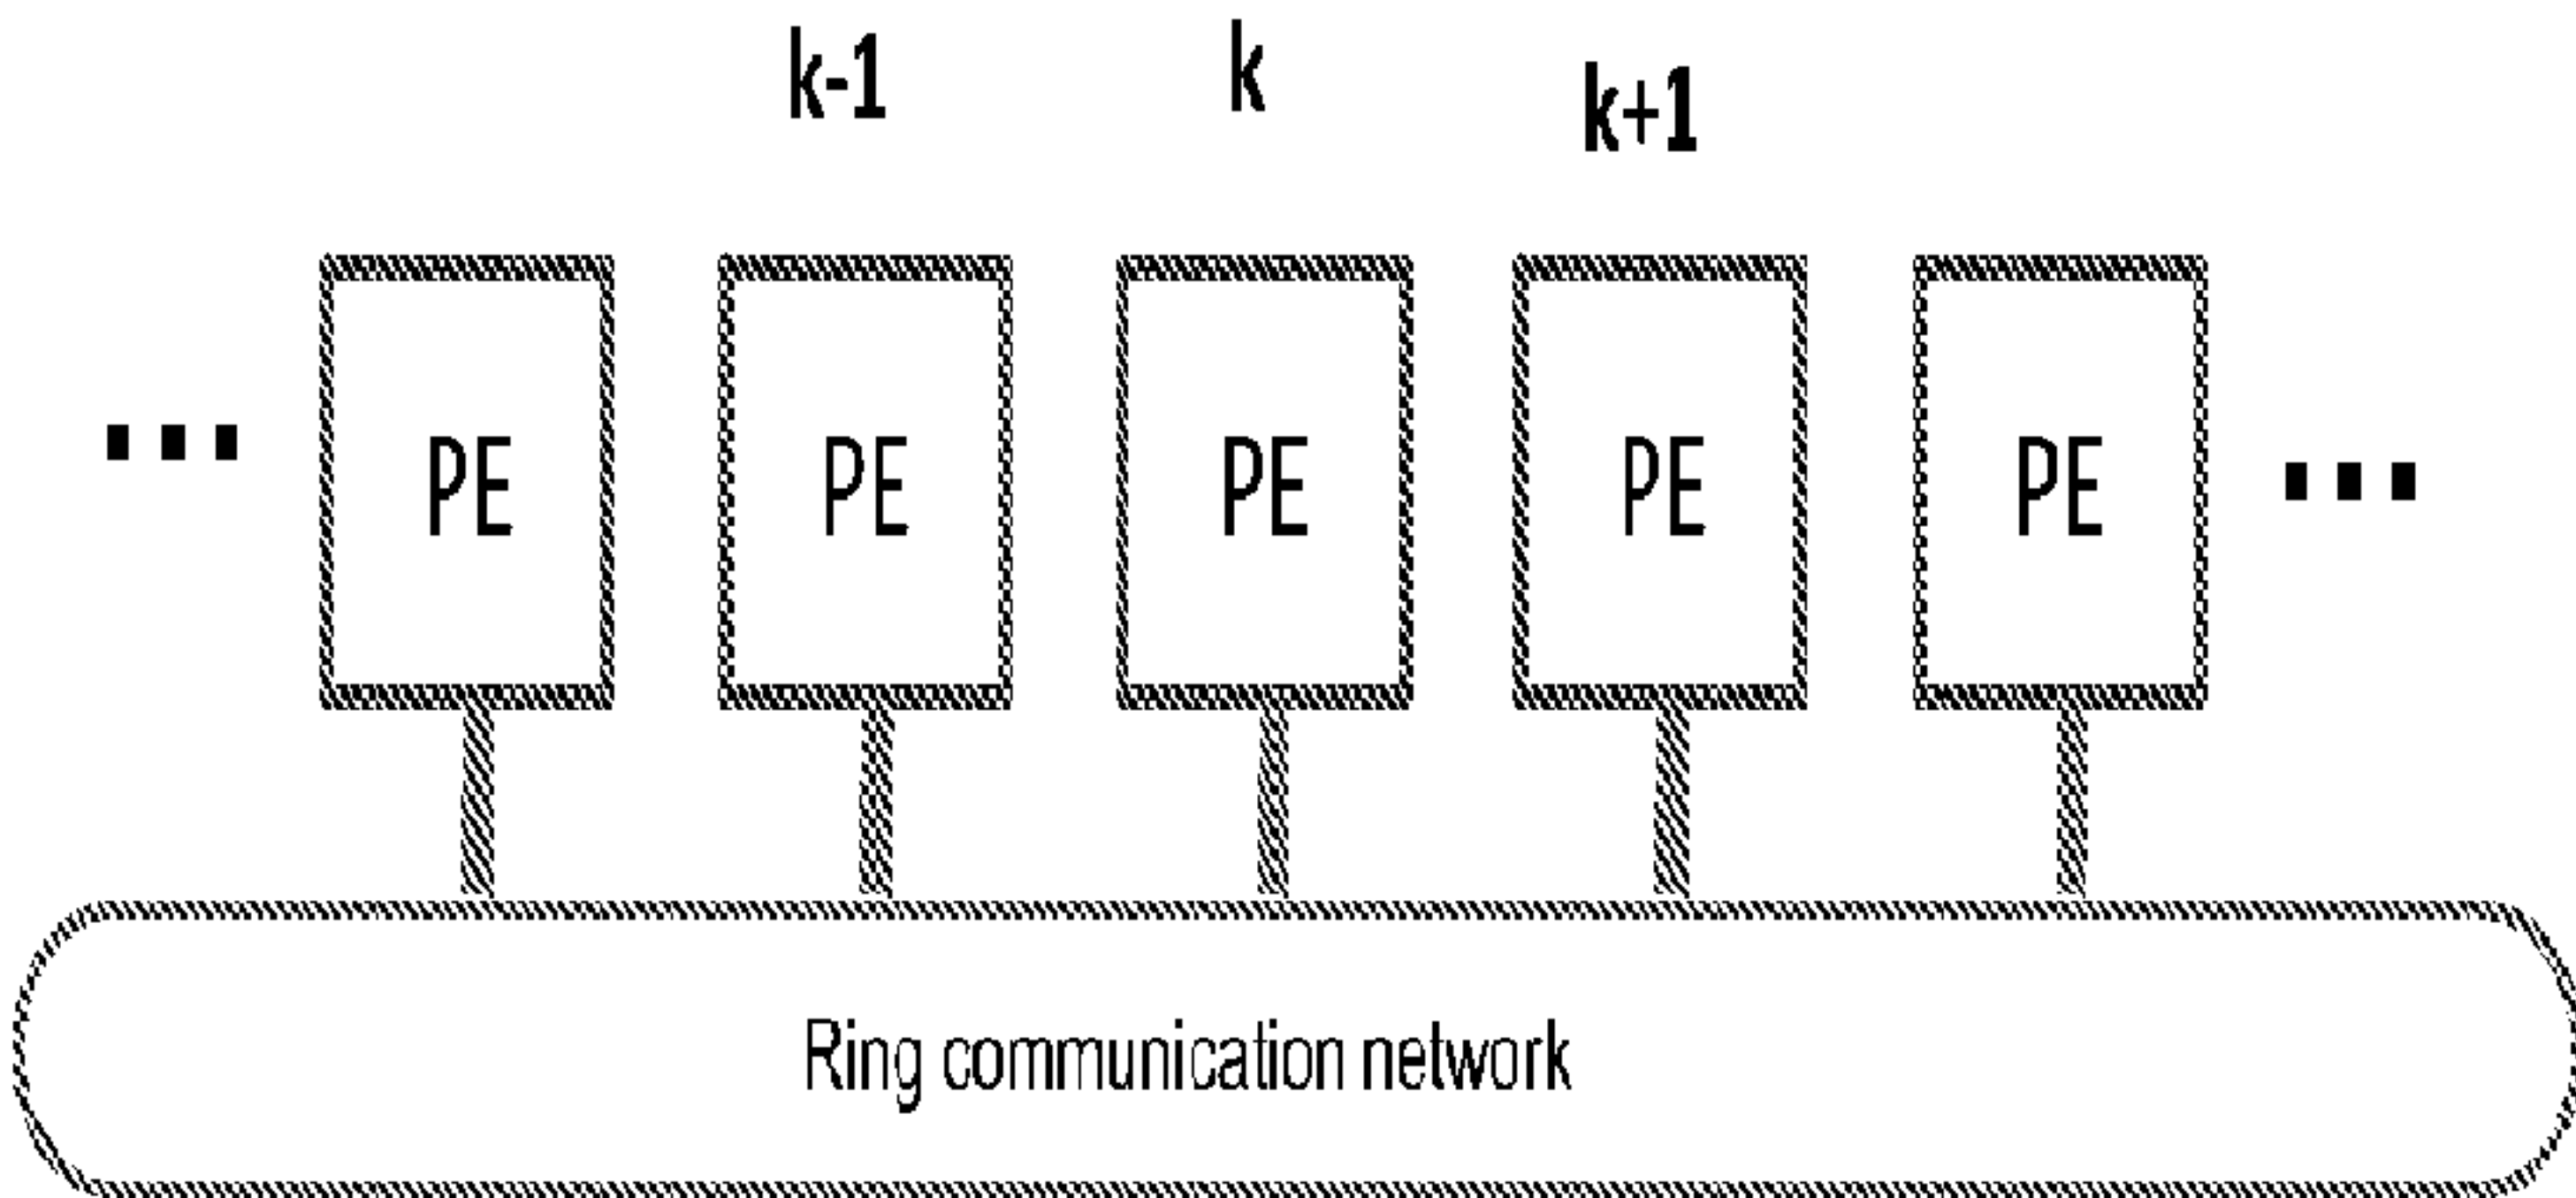 k-1 k k+1
... PE PE PE PE PE ...
Ring communication network